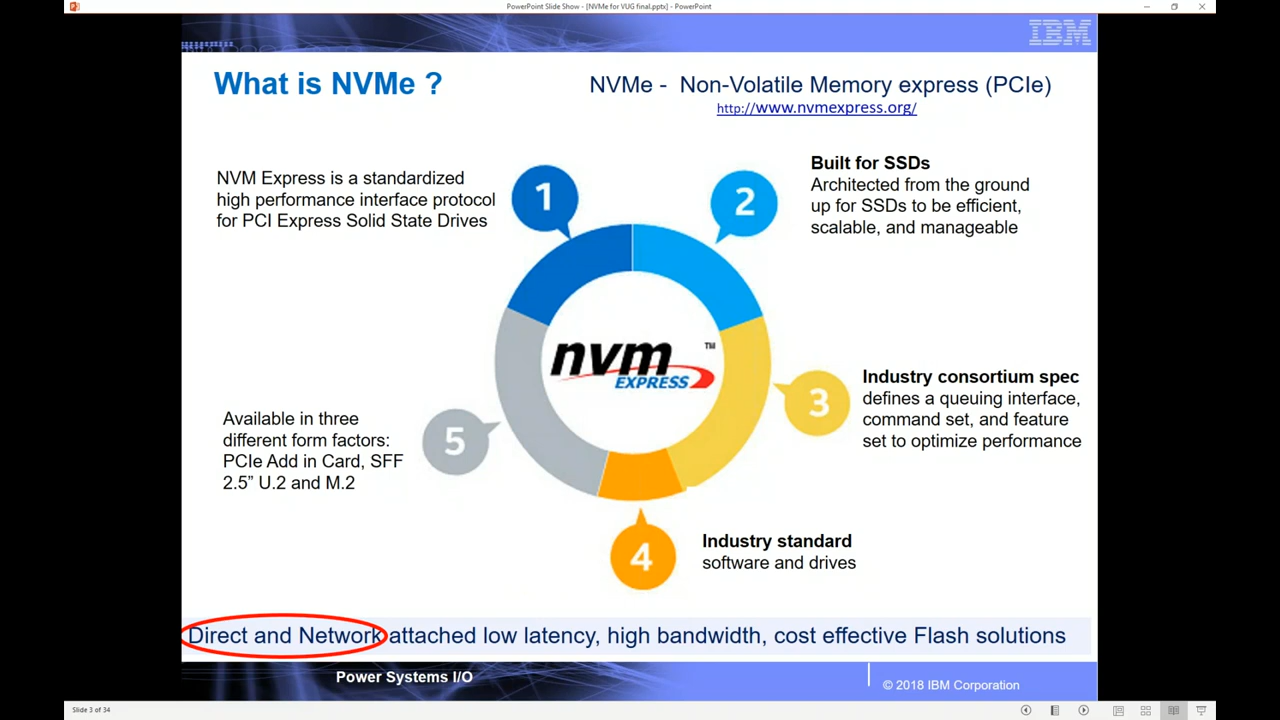 PowerPoint Slide Show - [NVMe for VUG final.pptx] - PowerPoint
IBM
What is NVMe ?
NVMe - Non-Volatile Memory express (PCIe)
http://www.nvmexpress.org/
NVM Express is a standardized
high performance interface protocol
for PCI Express Solid State Drives
1
2
Built for SSDs
Architected from the ground
up for SSDs to be efficient,
scalable, and manageable
nvm
EXPRESS
TM
3
Industry consortium spec
defines a queuing interface,
command set, and feature
set to optimize performance
Available in three
different form factors:
PCIe Add in Card, SFF
2.5” U.2 and M.2
5
4
Industry standard
software and drives
Direct and Network attached low latency, high bandwidth, cost effective Flash solutions
Power Systems I/O
© 2018 IBM Corporation
Slide 3 of 34